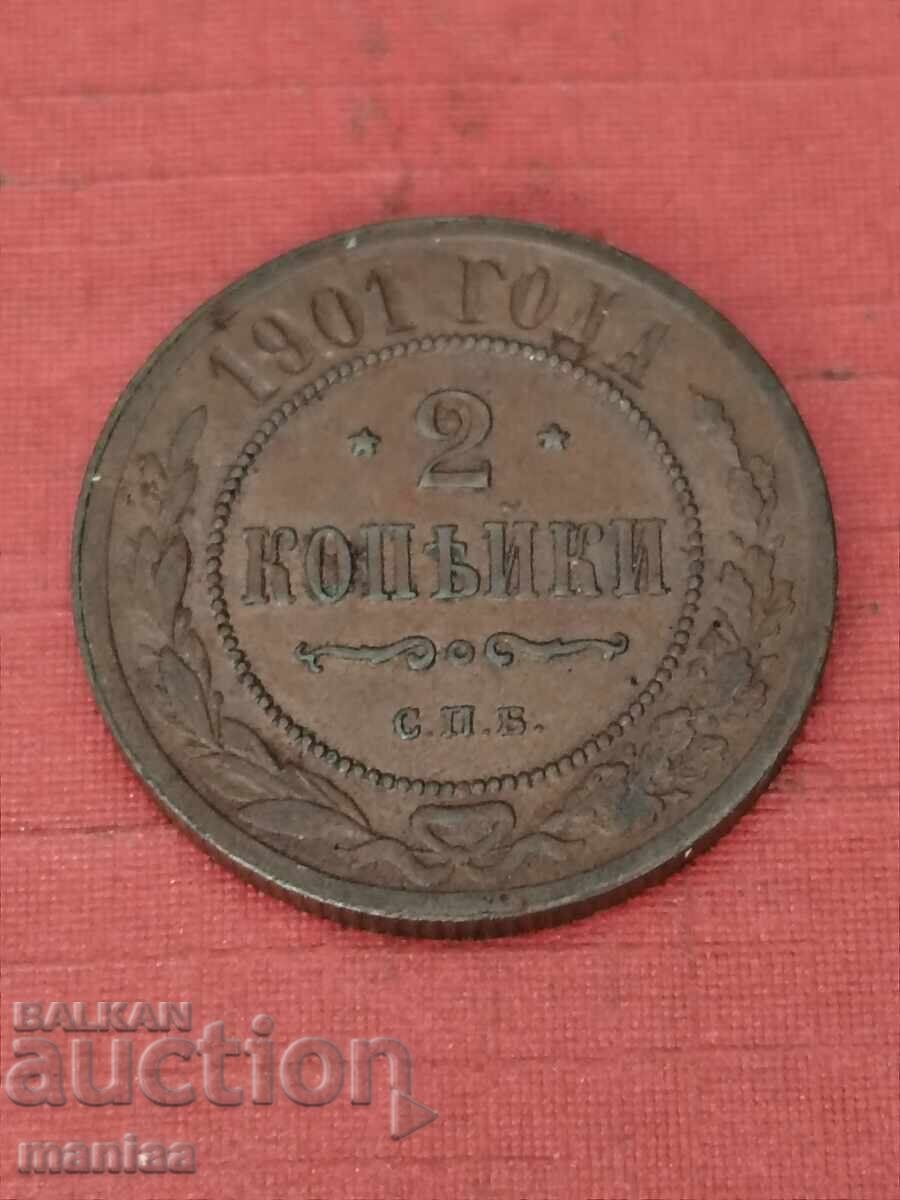 1901 ГОДА
2
КОПѢЙКИ
С.П.Б.
BALKAN
auction
maniaa